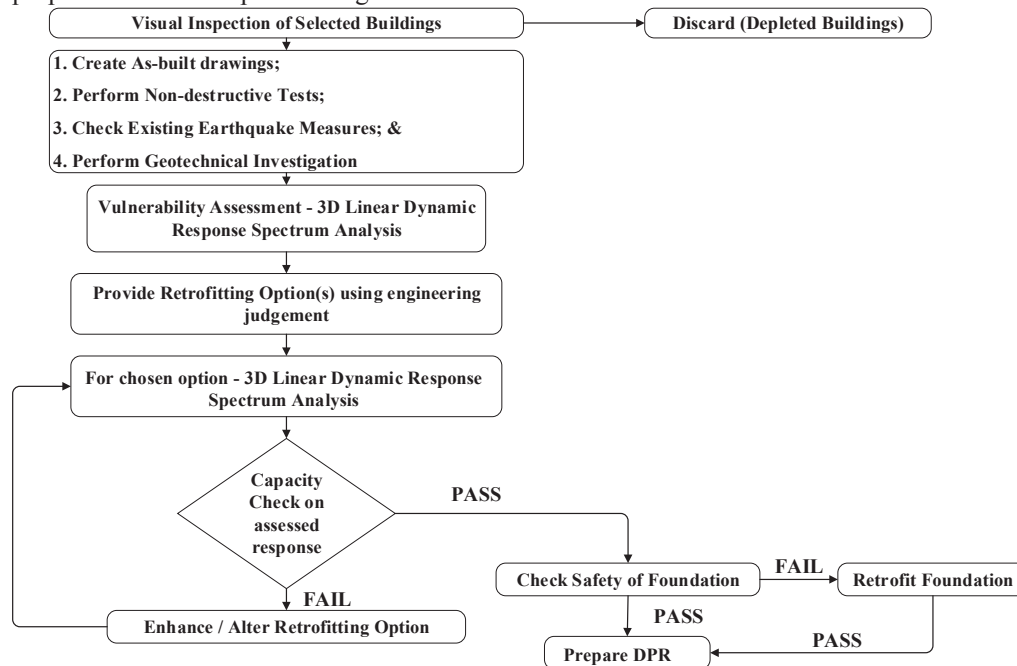 Visual Inspection of Selected Buildings
Discard (Depleted Buildings)
1. Create As-built drawings;
2. Perform Non-destructive Tests;
3. Check Existing Earthquake Measures; &
4. Perform Geotechnical Investigation
Vulnerability Assessment - 3D Linear Dynamic
Response Spectrum Analysis
Provide Retrofitting Option(s) using engineering
judgement
For chosen option - 3D Linear Dynamic Response
Spectrum Analysis
Capacity
Check on
assessed
response
PASS
FAIL
Enhance / Alter Retrofitting Option
Check Safety of Foundation
FAIL
Retrofit Foundation
PASS
PASS
Prepare DPR